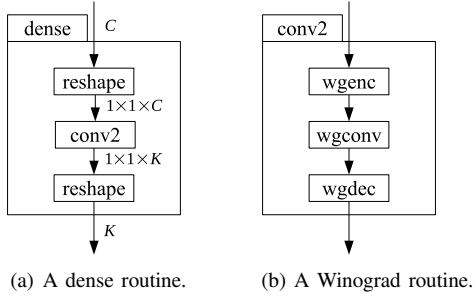 dense
C
reshape
1×1×C
conv2
1×1×K
reshape
K
(a) A dense routine.
conv2
wgenc
wgconv
wgdec
(b) A Winograd routine.